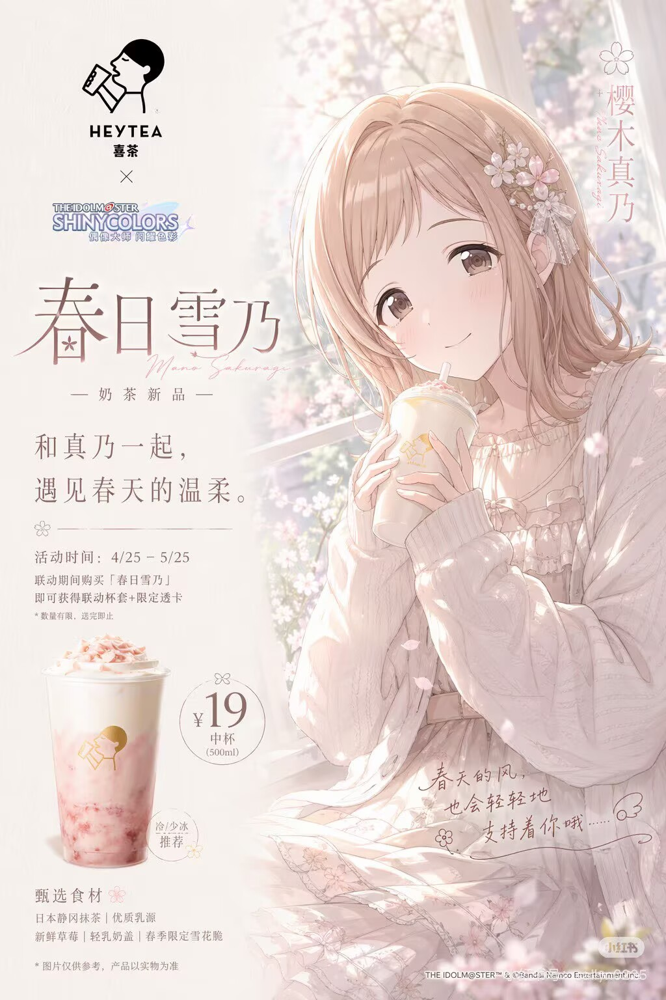 HEYTEA
喜茶
×
THE IDOLM@STER
SHINYCOLORS
偶像大师 闪耀色彩
樱木真乃
Mano Sakuragi
春日雪乃
Mano Sakuragi
— 奶茶新品 —
和真乃一起，
遇见春天的温柔。
活动时间：4/25 – 5/25
联动期间购买「春日雪乃」
即可获得联动杯套+限定透卡
* 数量有限，送完即止
¥19
中杯
(500ml)
冷/少冰
推荐
春天的风，
也会轻轻地
支持着你哦……
甄选食材
日本静冈抹茶 | 优质乳源
新鲜草莓 | 轻乳奶盖 | 春季限定雪花脆
* 图片仅供参考，产品以实物为准
小红书
THE IDOLM@STER™ & ©Bandai Namco Entertainment Inc.